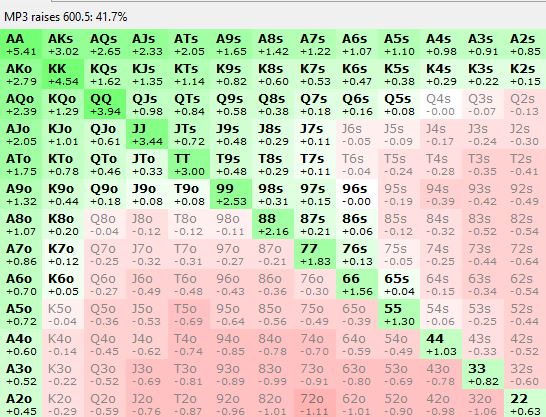 MP3 raises 600.5: 41.7%
AA AKs AQs AJs ATs A9s A8s A7s A6s A5s A4s A3s A2s
+5.41 +3.02 +2.65 +2.33 +2.05 +1.65 +1.42 +1.22 +1.07 +1.10 +0.98 +0.91 +0.85
AKo KK KQs KJs KTs K9s K8s K7s K6s K5s K4s K3s K2s
+2.79 +4.54 +1.62 +1.35 +1.14 +0.82 +0.60 +0.53 +0.47 +0.38 +0.29 +0.22 +0.15
AQo KQo QQ QJs QTs Q9s Q8s Q7s Q6s Q5s Q4s Q3s Q2s
+2.39 +1.29 +3.94 +0.98 +0.84 +0.58 +0.38 +0.18 +0.16 +0.08 -0.00 -0.07 -0.13
AJo KJo QJo JJ JTs J9s J8s J7s J6s J5s J4s J3s J2s
+2.05 +1.01 +0.61 +3.44 +0.72 +0.48 +0.29 +0.11 -0.05 -0.09 -0.17 -0.24 -0.30
ATo KTo QTo JTo TT T9s T8s T7s T6s T5s T4s T3s T2s
+1.75 +0.78 +0.46 +0.33 +3.00 +0.48 +0.29 +0.11 -0.04 -0.24 -0.28 -0.35 -0.41
A9o K9o Q9o J9o T9o 99 98s 97s 96s 95s 94s 93s 92s
+1.32 +0.44 +0.18 +0.08 +0.08 +2.53 +0.31 +0.15 -0.00 -0.19 -0.39 -0.42 -0.49
A8o K8o Q8o J8o T8o 98o 88 87s 86s 85s 84s 83s 82s
+1.07 +0.20 -0.04 -0.12 -0.12 -0.11 +2.16 +0.21 +0.06 -0.12 -0.32 -0.52 -0.54
A7o K7o Q7o J7o T7o 97o 87o 77 76s 75s 74s 73s 72s
+0.86 +0.12 -0.25 -0.32 -0.31 -0.27 -0.21 +1.83 +0.13 -0.05 -0.25 -0.44 -0.64
A6o K6o Q6o J6o T6o 96o 86o 76o 66 65s 64s 63s 62s
+0.70 +0.05 -0.27 -0.49 -0.48 -0.43 -0.36 -0.30 +1.56 +0.04 -0.15 -0.34 -0.54
A5o K5o Q5o J5o T5o 95o 85o 75o 65o 55 54s 53s 52s
+0.72 -0.04 -0.36 -0.53 -0.69 -0.64 -0.56 -0.49 -0.39 +1.30 -0.06 -0.25 -0.44
A4o K4o Q4o J4o T4o 94o 84o 74o 64o 54o 44 43s 42s
+0.60 -0.14 -0.45 -0.62 -0.74 -0.85 -0.78 -0.70 -0.59 -0.49 +1.03 -0.33 -0.52
A3o K3o Q3o J3o T3o 93o 83o 73o 63o 53o 43o 33 32s
+0.52 -0.22 -0.52 -0.69 -0.81 -0.89 -0.99 -0.91 -0.80 -0.69 -0.78 +0.82 -0.60
A2o K2o Q2o J2o T2o 92o 82o 72o 62o 52o 42o 32o 22
+0.45 -0.29 -0.59 -0.76 -0.87 -0.96 -1.01 -1.11 -1.01 -0.90 -0.98 -1.06 +0.63